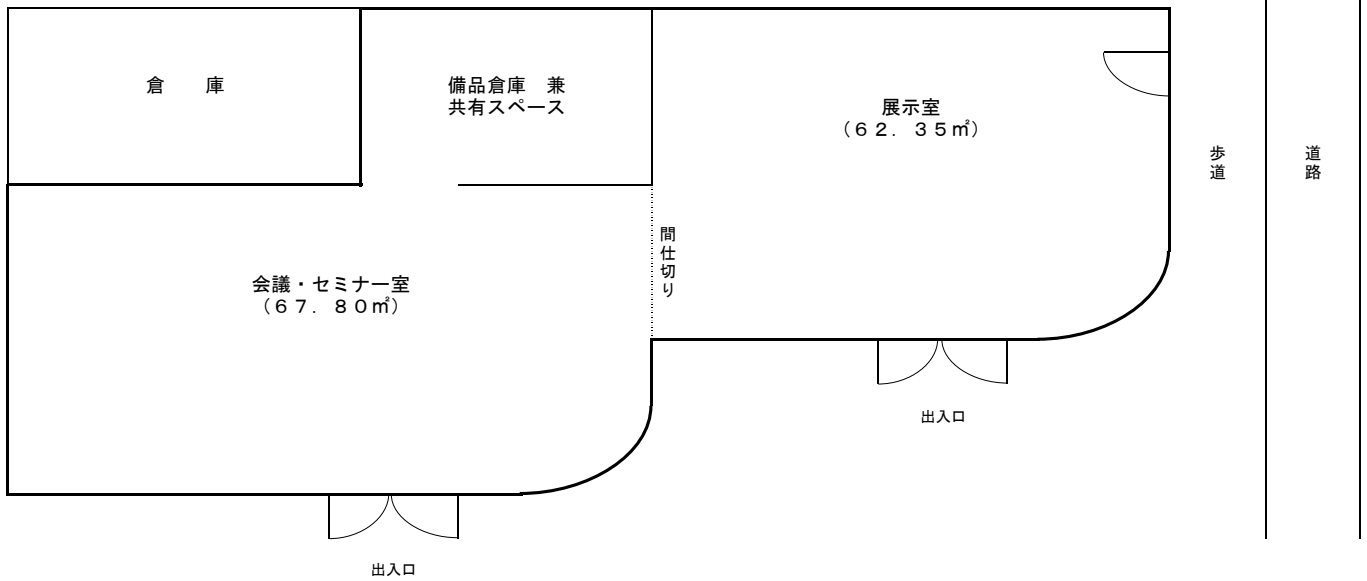 倉　　庫
備品倉庫　兼
共有スペース
展示室
（６２．３５㎡）
歩道
道路
間仕切り
会議・セミナー室
（６７．８０㎡）
出入口
出入口